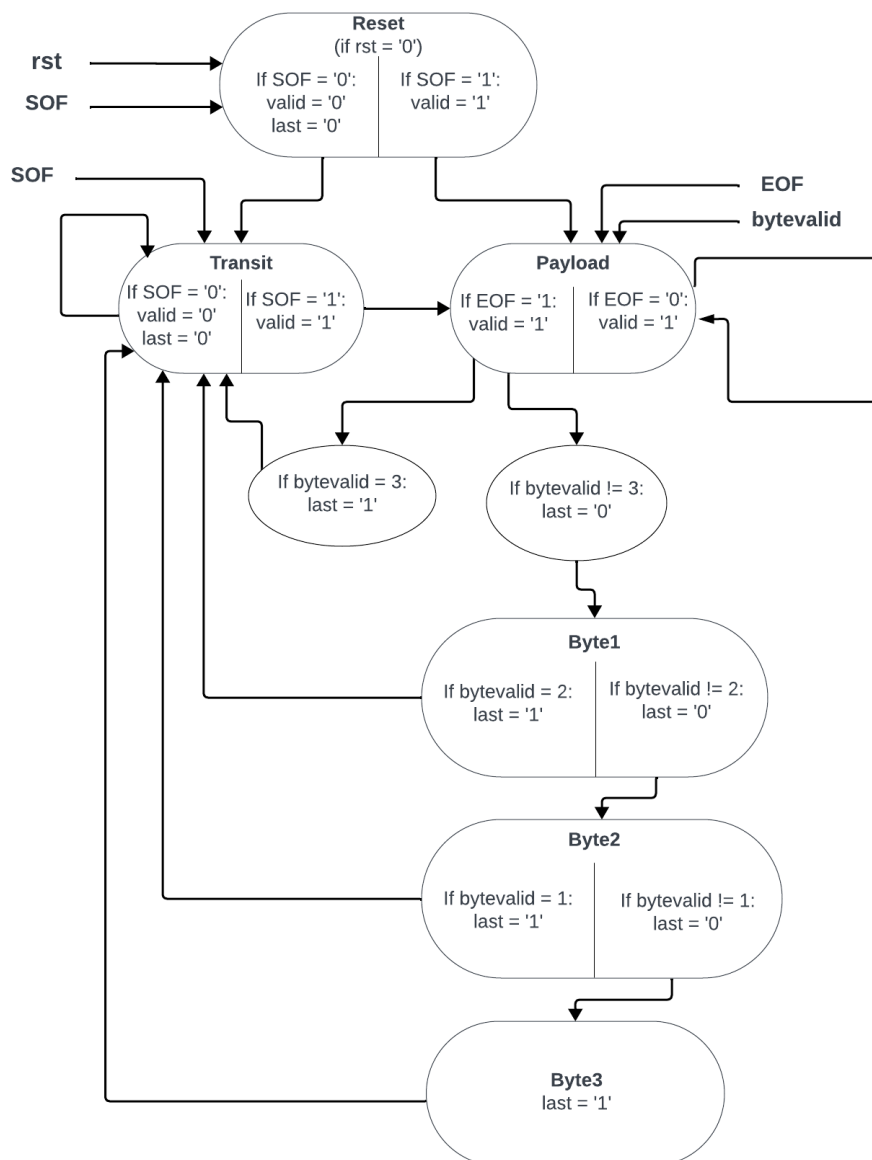 Reset
(if rst = '0')
rst
SOF
If SOF = '0':
valid = '0'
last = '0'
If SOF = '1':
valid = '1'
SOF
EOF
bytevalid
Transit
If SOF = '0':
valid = '0'
last = '0'
If SOF = '1':
valid = '1'
Payload
If EOF = '1:
valid = '1'
If EOF = '0':
valid = '1'
If bytevalid = 3:
last = '1'
If bytevalid != 3:
last = '0'
Byte1
If bytevalid = 2:
last = '1'
If bytevalid != 2:
last = '0'
Byte2
If bytevalid = 1:
last = '1'
If bytevalid != 1:
last = '0'
Byte3
last = '1'